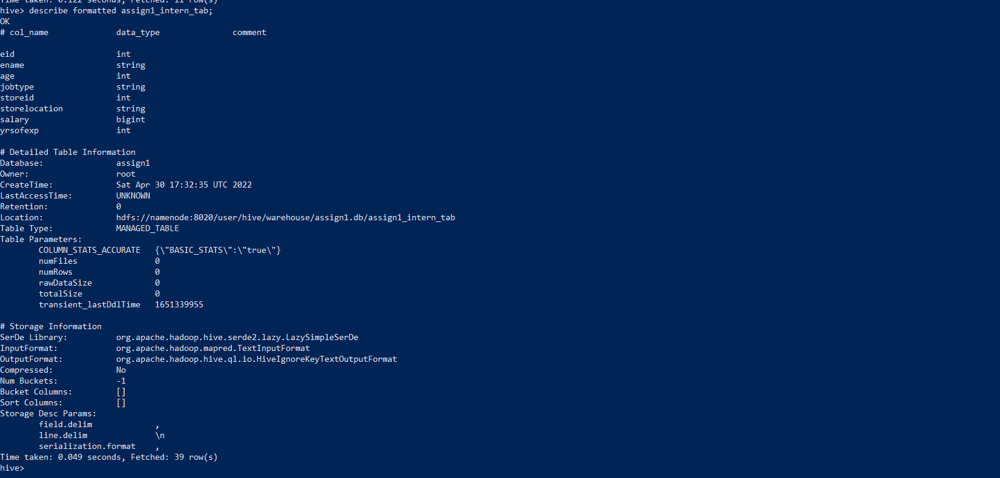 Time taken: 0.122 seconds, Fetched: 11 row(s)
hive> describe formatted assign1_intern_tab;
OK
# col_name data_type comment
eid int
ename string
age int
jobtype string
storeid int
storelocation string
salary bigint
yrsofexp int
# Detailed Table Information
Database: assign1
Owner: root
CreateTime: Sat Apr 30 17:32:35 UTC 2022
LastAccessTime: UNKNOWN
Retention: 0
Location: hdfs://namenode:8020/user/hive/warehouse/assign1.db/assign1_intern_tab
Table Type: MANAGED_TABLE
Table Parameters:
COLUMN_STATS_ACCURATE {\"BASIC_STATS\":\"true\"}
numFiles 0
numRows 0
rawDataSize 0
totalSize 0
transient_lastDdlTime 1651339955
# Storage Information
SerDe Library: org.apache.hadoop.hive.serde2.lazy.LazySimpleSerDe
InputFormat: org.apache.hadoop.mapred.TextInputFormat
OutputFormat: org.apache.hadoop.hive.ql.io.HiveIgnoreKeyTextOutputFormat
Compressed: No
Num Buckets: -1
Bucket Columns: []
Sort Columns: []
Storage Desc Params:
field.delim ,
line.delim \n
serialization.format ,
Time taken: 0.049 seconds, Fetched: 39 row(s)
hive>